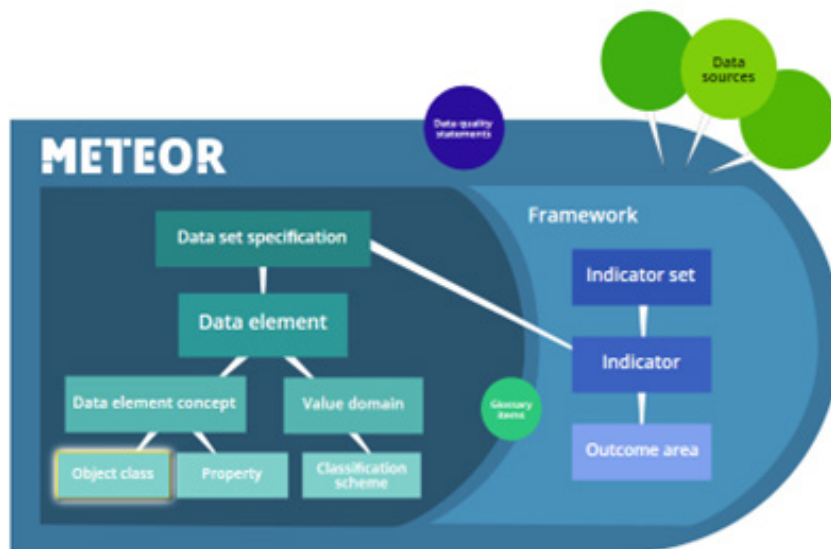 Data
sources
Data quality
statements
METEOR
Framework
Data set specification
Indicator set
Data element
Indicator
Data element concept
Value domain
Glossary
items
Outcome area
Object class
Property
Classification
scheme